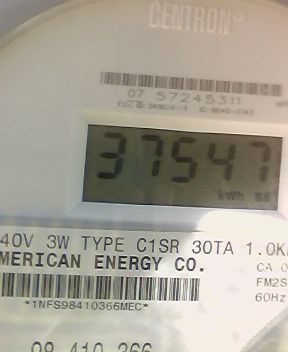 CENTRON®
07 57245311
37547
kWh
40V 3W TYPE C1SR 30TA 1.0K
MERICAN ENERGY CO.
CA 0
FM2S
60Hz
*1NFS98410366MEC*
98 410 366